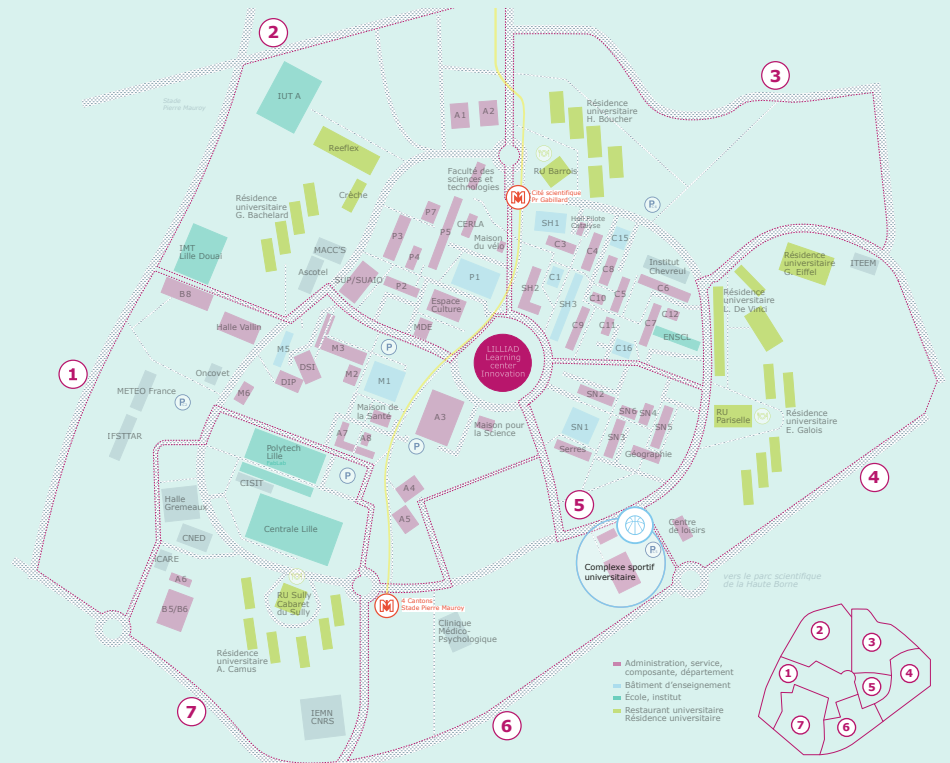 2
3
IUT A
Stade
Pierre Mauroy
A1
A2
Résidence
universitaire
H. Boucher
Reeflex
RU Barrois
Faculté des
sciences et
technologies
Crèche
Cité scientifique
Pr Gabillard
P
Résidence
universitaire
G. Bachelard
P7
P5
CERLA
P3
Maison
du vélo
P4
SH1
Hall Pilote
Catalyse
C15
C3
C4
IMT
Lille Douai
MACC'S
Ascotel
SUP/SUAIO
P2
P1
C8
Institut
Chevreul
Résidence
universitaire
G. Eiffel
ITEEM
B8
C1
SH2
C6
C5
C10
SH3
Résidence
universitaire
L. De Vinci
Espace
Culture
MDE
Halle Vallin
C9
C11
C7
C12
ENSCL
C16
M5
M3
P
LILLIAD
Learning
center
Innovation
DSI
DIP
M2
M1
1
Oncovet
METEO France
M6
P
SN2
Maison de
la Santé
A3
Maison pour
la Science
SN6
SN4
SN1
SN3
SN5
RU
Pariselle
Résidence
universitaire
E. Galois
IFSTTAR
A7
A8
P
Serres
Géographie
Polytech
Lille
CISIT
P
4
A4
A5
5
Halle
Gremeaux
Centrale Lille
CNED
Centre
de loisirs
P
ICARE
A6
Complexe sportif
universitaire
vers le parc scientifique
de la Haute Borne
RU Sully
Cabaret
du Sully
B5/B6
4 Cantons
Stade Pierre Mauroy
Clinique
Médico-
Psychologique
Résidence
universitaire
A. Camus
7
IEMN
CNRS
6
Administration, service,
composante, département
Bâtiment d'enseignement
École, institut
Restaurant universitaire
Résidence universitaire
2
3
1
4
5
7
6